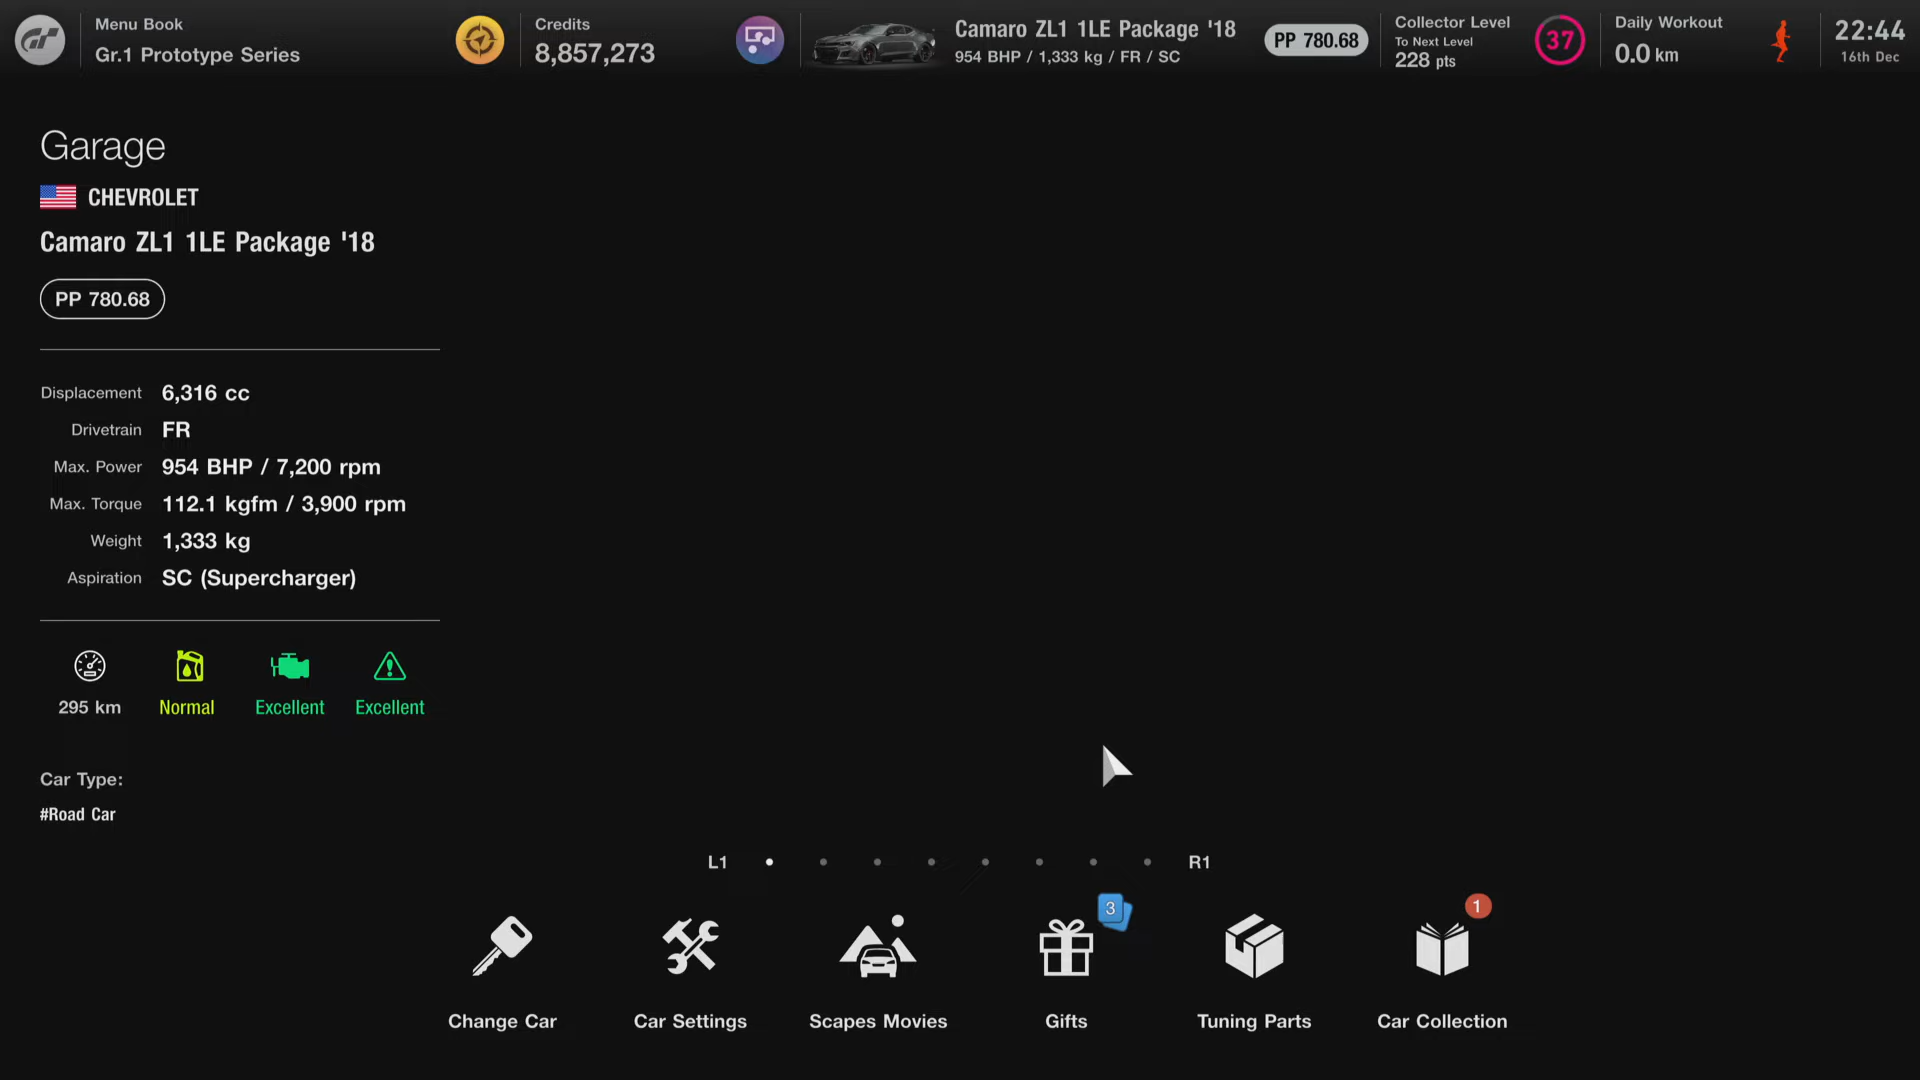 Menu Book
Gr.1 Prototype Series
Credits
8,857,273
Camaro ZL1 1LE Package '18
954 BHP / 1,333 kg / FR / SC
PP 780.68
Collector Level
To Next Level
228 pts
37
Daily Workout
0.0 km
22:44
16th Dec
Garage
CHEVROLET
Camaro ZL1 1LE Package '18
PP 780.68
Displacement 6,316 cc
Drivetrain FR
Max. Power 954 BHP / 7,200 rpm
Max. Torque 112.1 kgfm / 3,900 rpm
Weight 1,333 kg
Aspiration SC (Supercharger)
295 km Normal Excellent Excellent
Car Type:
#Road Car
L1 R1
3
1
Change Car Car Settings Scapes Movies Gifts Tuning Parts Car Collection